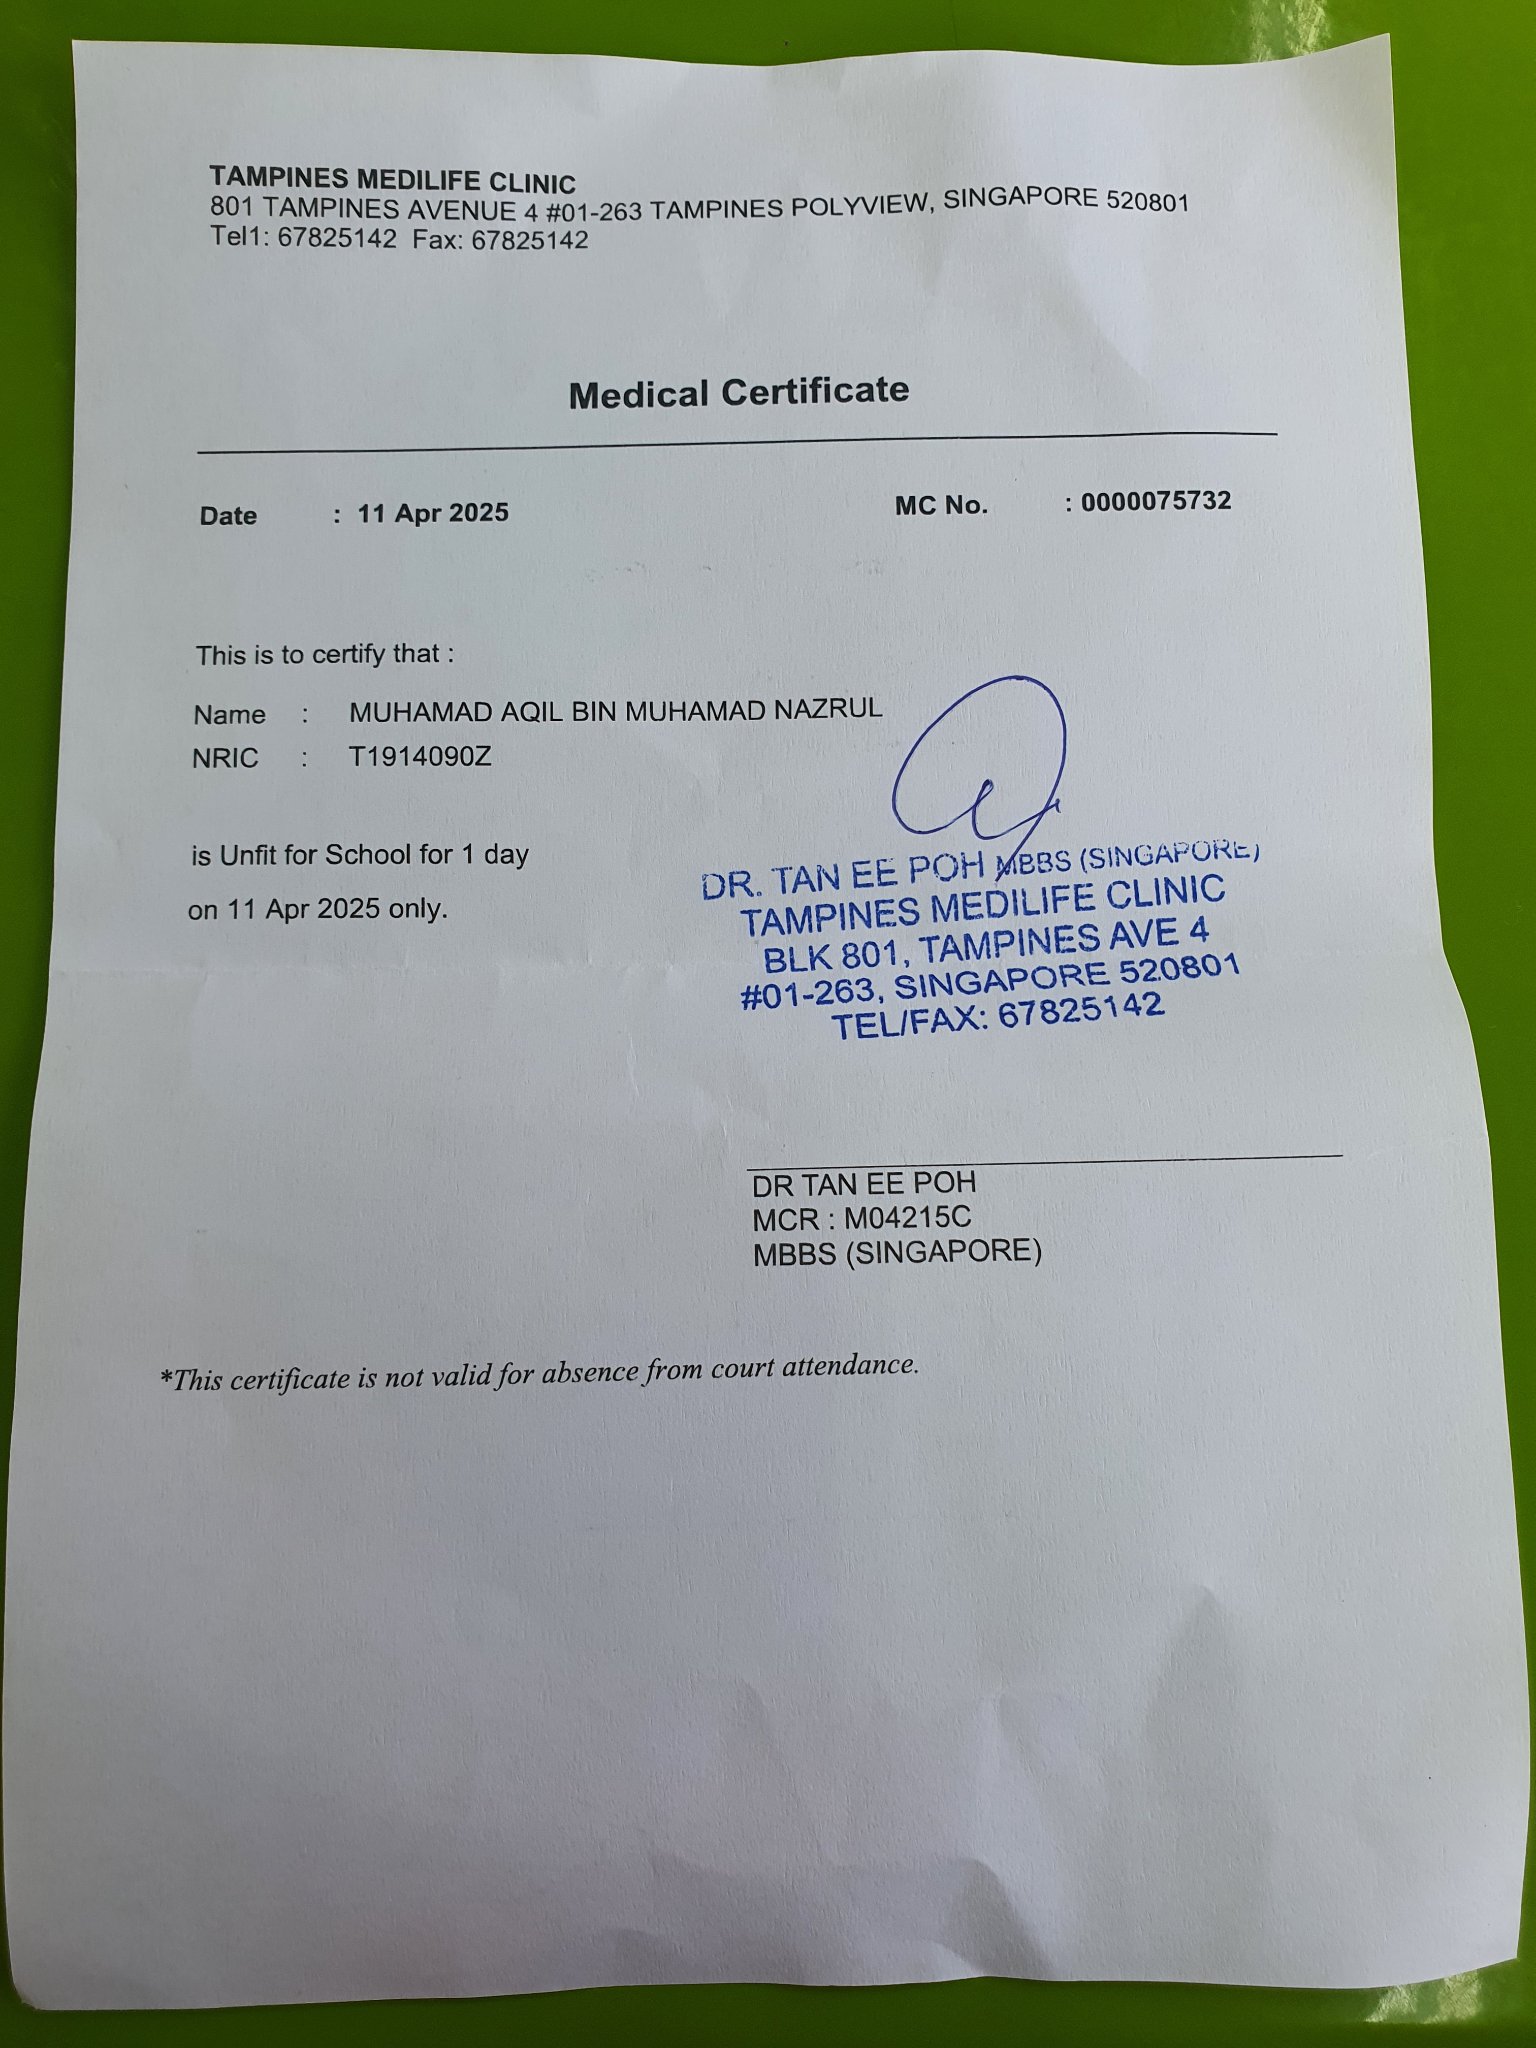 TAMPINES MEDILIFE CLINIC
801 TAMPINES AVENUE 4 #01-263 TAMPINES POLYVIEW, SINGAPORE 520801
Tel1: 67825142 Fax: 67825142
Medical Certificate
Date : 11 Apr 2025 MC No. : 0000075732
This is to certify that :
Name : MUHAMAD AQIL BIN MUHAMAD NAZRUL
NRIC : T1914090Z
is Unfit for School for 1 day
on 11 Apr 2025 only.
DR. TAN EE POH MBBS (SINGAPORE)
TAMPINES MEDILIFE CLINIC
BLK 801, TAMPINES AVE 4
#01-263, SINGAPORE 520801
TEL/FAX: 67825142
DR TAN EE POH
MCR : M04215C
MBBS (SINGAPORE)
*This certificate is not valid for absence from court attendance.